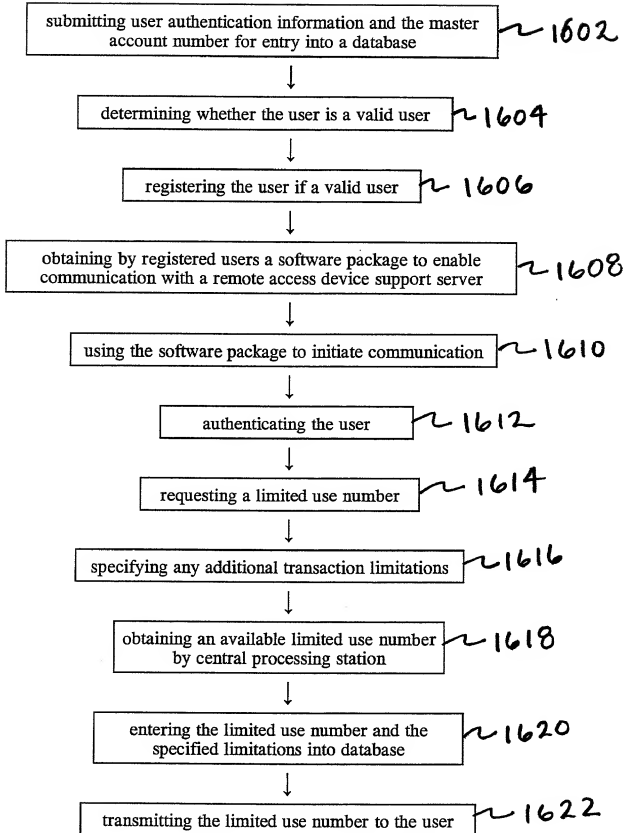 submitting user authentication information and the master
account number for entry into a database
1602
determining whether the user is a valid user
1604
registering the user if a valid user
1606
obtaining by registered users a software package to enable
communication with a remote access device support server
1608
using the software package to initiate communication
1610
authenticating the user
1612
requesting a limited use number
1614
specifying any additional transaction limitations
1616
obtaining an available limited use number
by central processing station
1618
entering the limited use number and the
specified limitations into database
1620
transmitting the limited use number to the user
1622